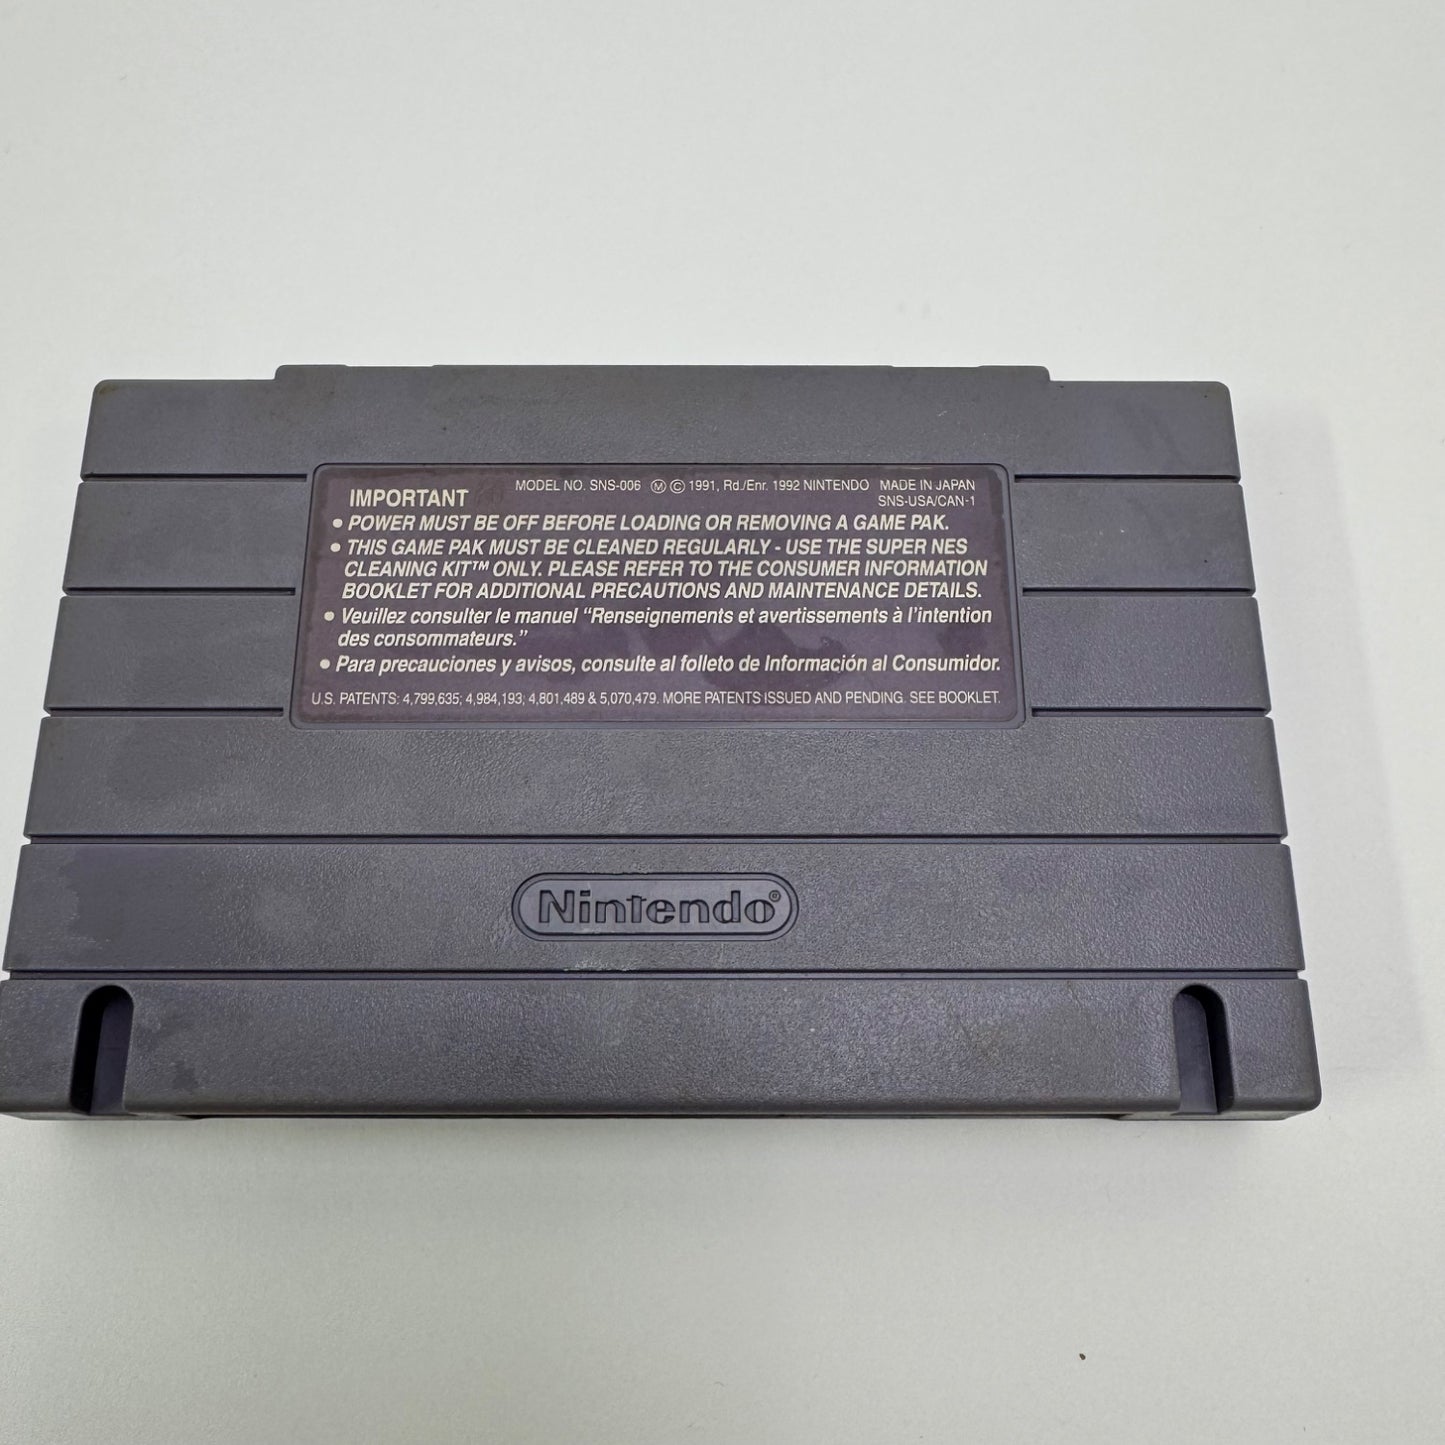 IMPORTANT MODEL NO. SNS-006 Ⓜ © 1991, Rd./Enr. 1992 NINTENDO MADE IN JAPAN
SNS-USA/CAN-1
• POWER MUST BE OFF BEFORE LOADING OR REMOVING A GAME PAK.
• THIS GAME PAK MUST BE CLEANED REGULARLY - USE THE SUPER NES
CLEANING KIT™ ONLY. PLEASE REFER TO THE CONSUMER INFORMATION
BOOKLET FOR ADDITIONAL PRECAUTIONS AND MAINTENANCE DETAILS.
• Veuillez consulter le manuel “Renseignements et avertissements à l’intention
des consommateurs.”
• Para precauciones y avisos, consulte al folleto de Información al Consumidor.
U.S. PATENTS: 4,799,635; 4,984,193; 4,801,489 & 5,070,479. MORE PATENTS ISSUED AND PENDING. SEE BOOKLET.
Nintendo®